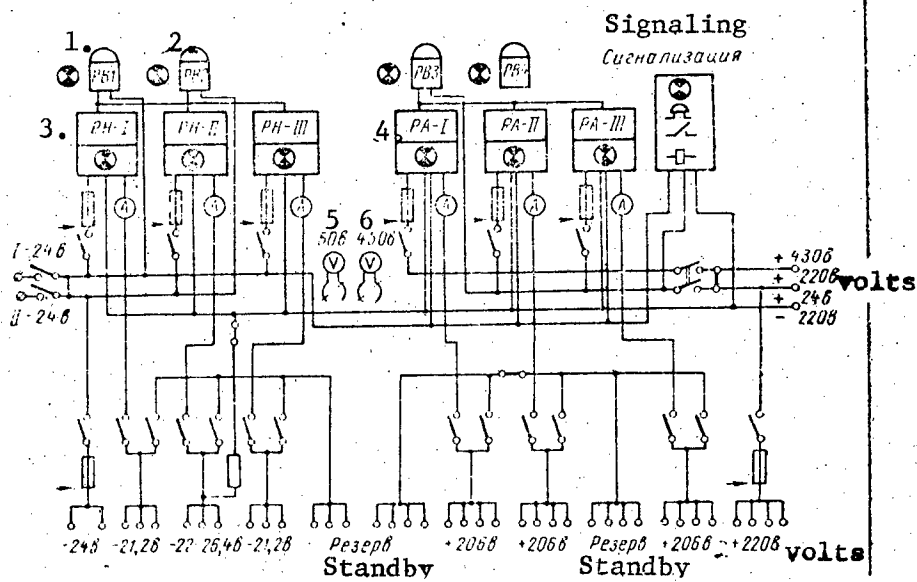 Signaling
Сигнализация
1. 2.
РВ1 РВ3
3. РН-I РН-II РН-III 4 РА-I РА-II РА-III
А А А А А
5 6
50в 450в
V V
I-24в
II-24в
+ 430в
+ 220в
+ 24в
- 220в
volts
-24в -21,2в -22-26,4в -21,2в Резерв +206в +206в Резерв +206в +220в volts
Standby Standby